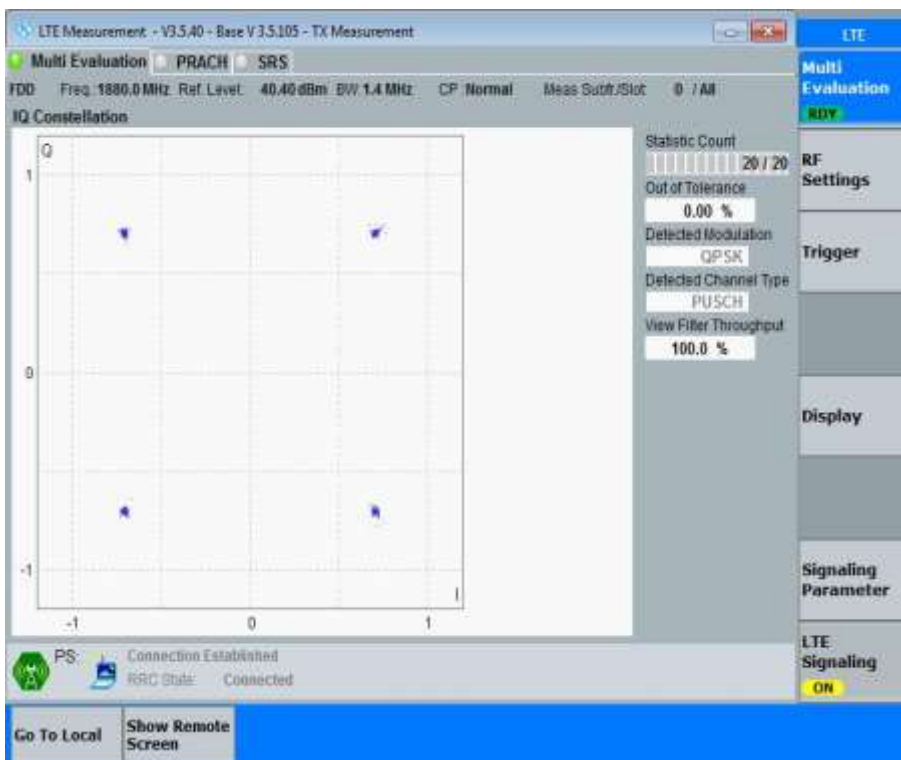 LTE Measurement - V3.5.40 - Base V 3.5.105 - TX Measurement
LTE
Multi Evaluation PRACH SRS
FDD Freq.: 1880.0 MHz Ref. Level: 40.40 dBm BW: 1.4 MHz CP: Normal Meas Subfr./Slot: 0 / All
IQ Constellation
Multi
Evaluation
RDY
RF
Settings
Trigger
Display
Signaling
Parameter
LTE
Signaling
ON
Q
1
0
-1
I
-1 0 1
Statistic Count
20 / 20
Out of Tolerance
0.00 %
Detected Modulation
QPSK
Detected Channel Type
PUSCH
View Filter Throughput
100.0 %
PS: Connection Established
RRC State: Connected
Go To Local
Show Remote
Screen